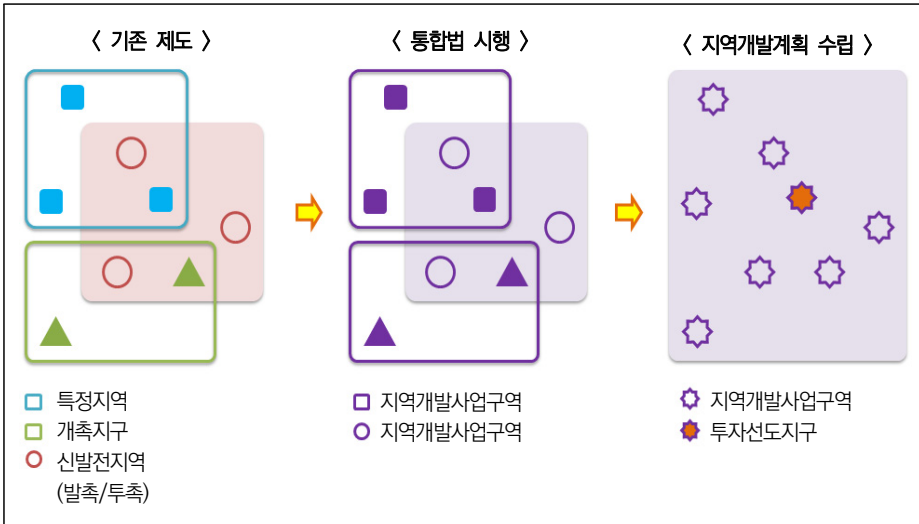 〈 기존 제도 〉
〈 통합법 시행 〉
〈 지역개발계획 수립 〉
특정지역
개촉지구
신발전지역
(발촉/투촉)
지역개발사업구역
지역개발사업구역
지역개발사업구역
투자선도지구